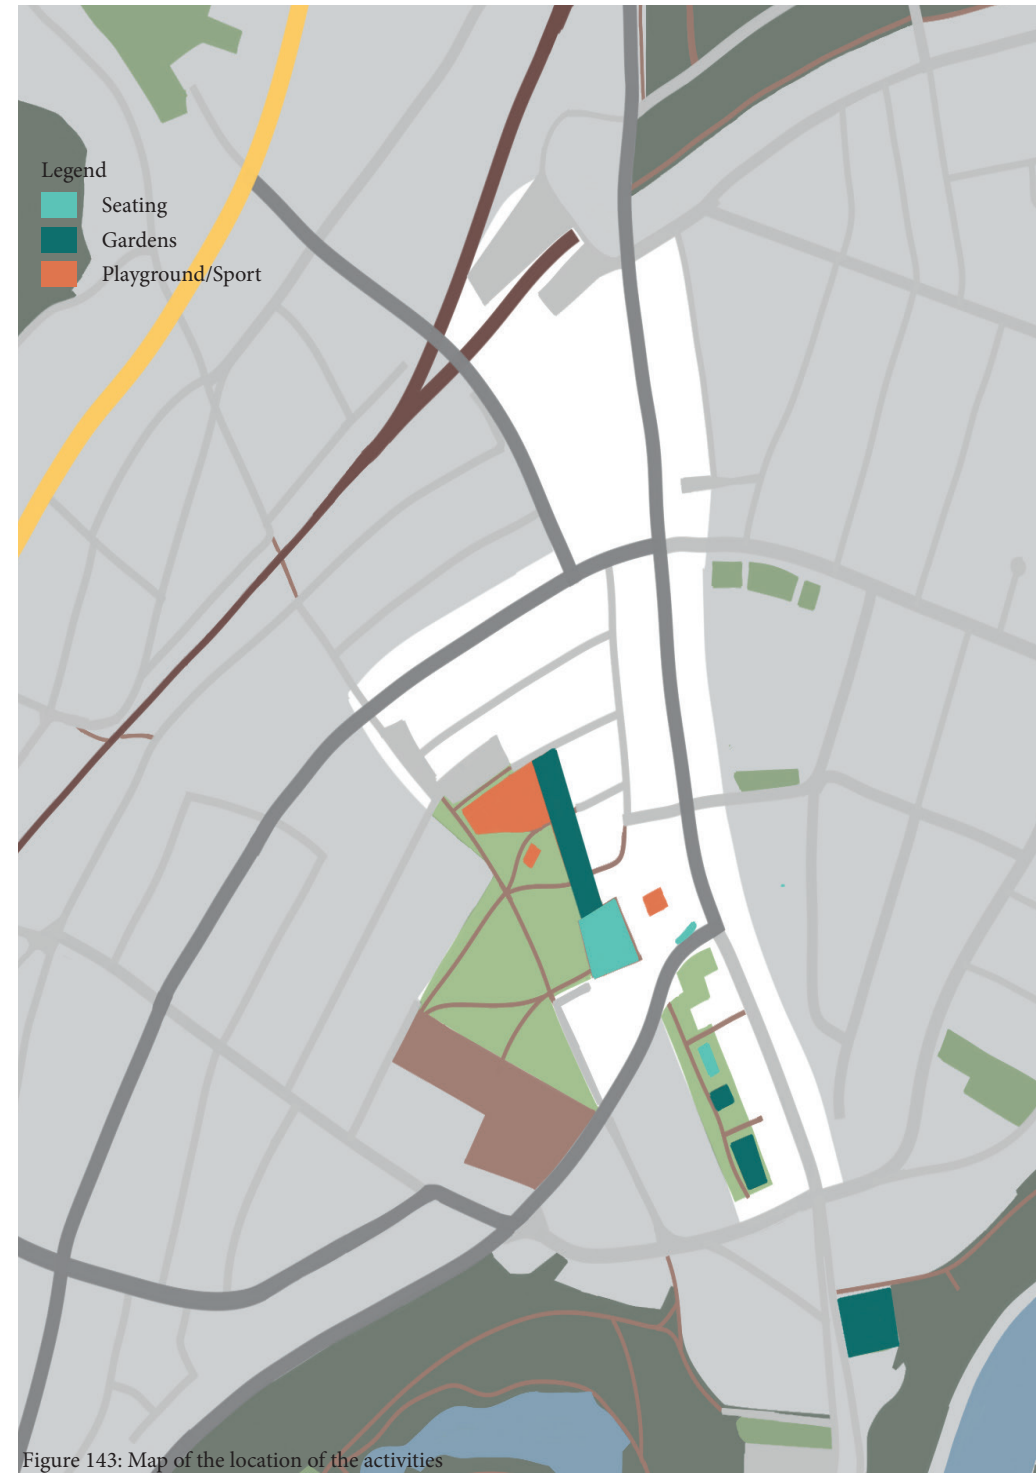 Legend
Seating
Gardens
Playground/Sport
Figure 143: Map of the location of the activities